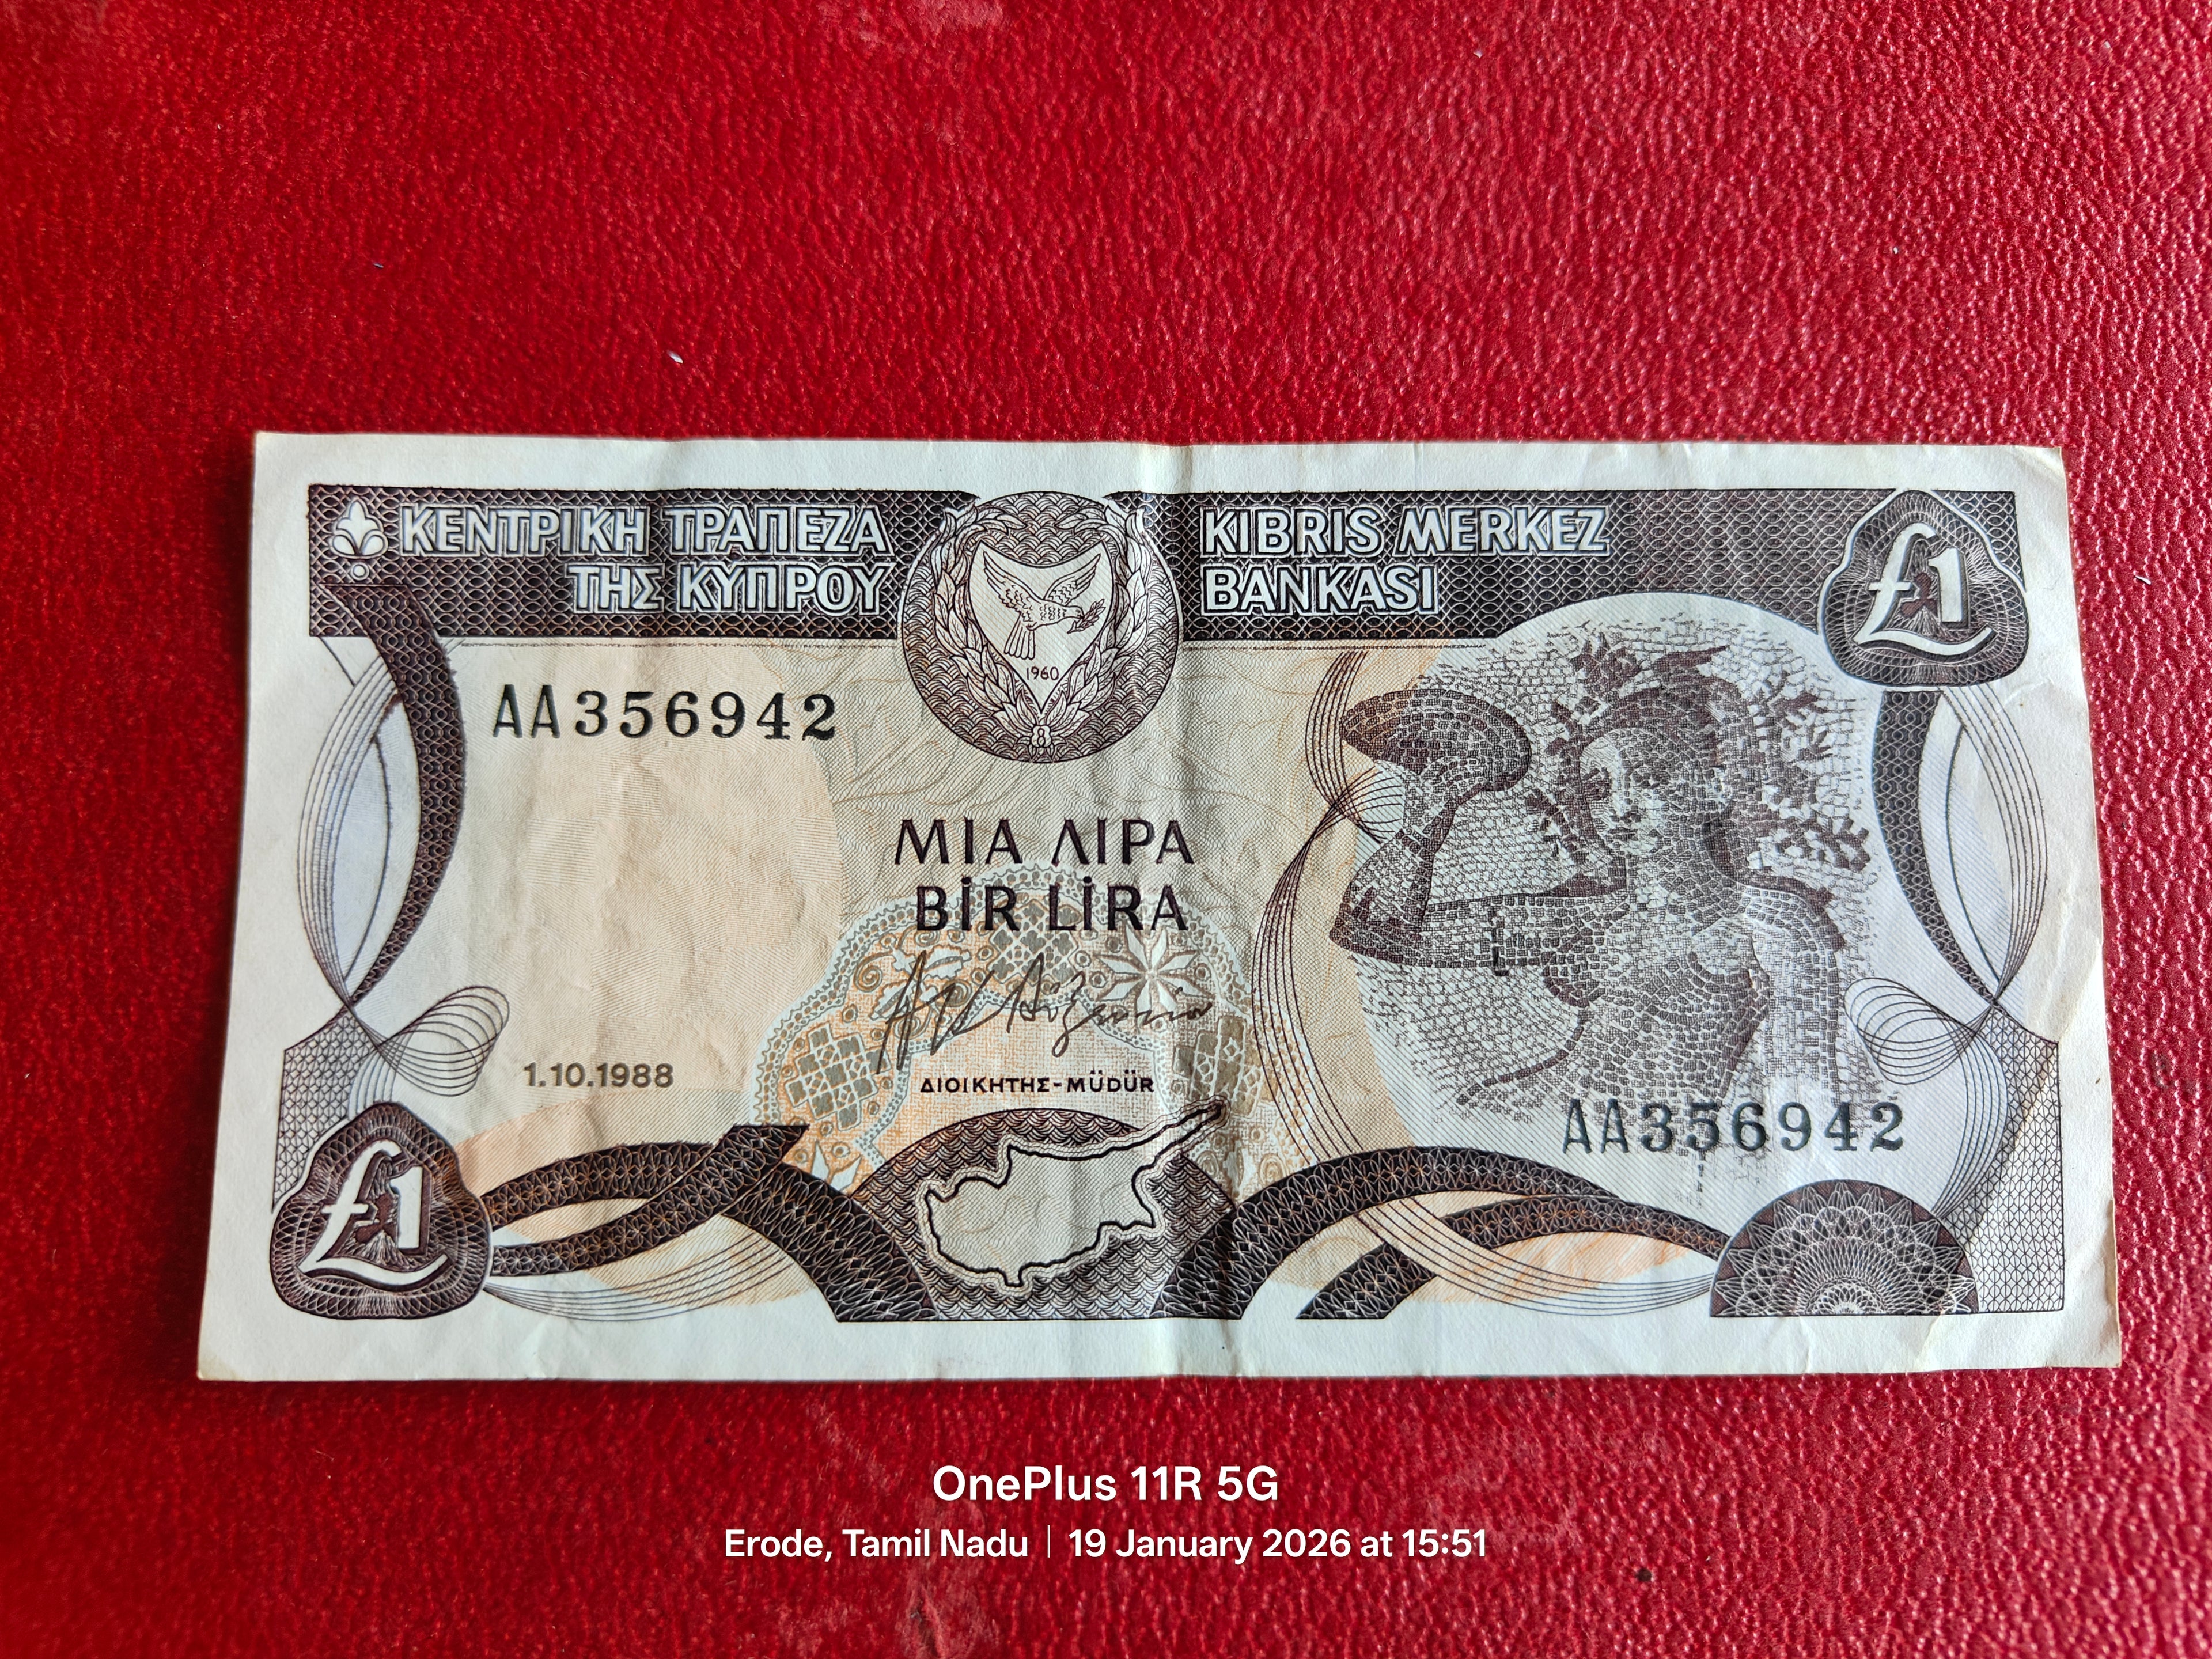 ΚΕΝΤΡΙΚΗ ΤΡΑΠΕΖΑ
ΤΗΣ ΚΥΠΡΟΥ
KIBRIS MERKEZ
BANKASI
£1
1960
AA356942
ΜΙΑ ΛΙΡΑ
BİR LİRA
1.10.1988
ΔΙΟΙΚΗΤΗΣ-MÜDÜR
AA356942
£1
OnePlus 11R 5G
Erode, Tamil Nadu | 19 January 2026 at 15:51